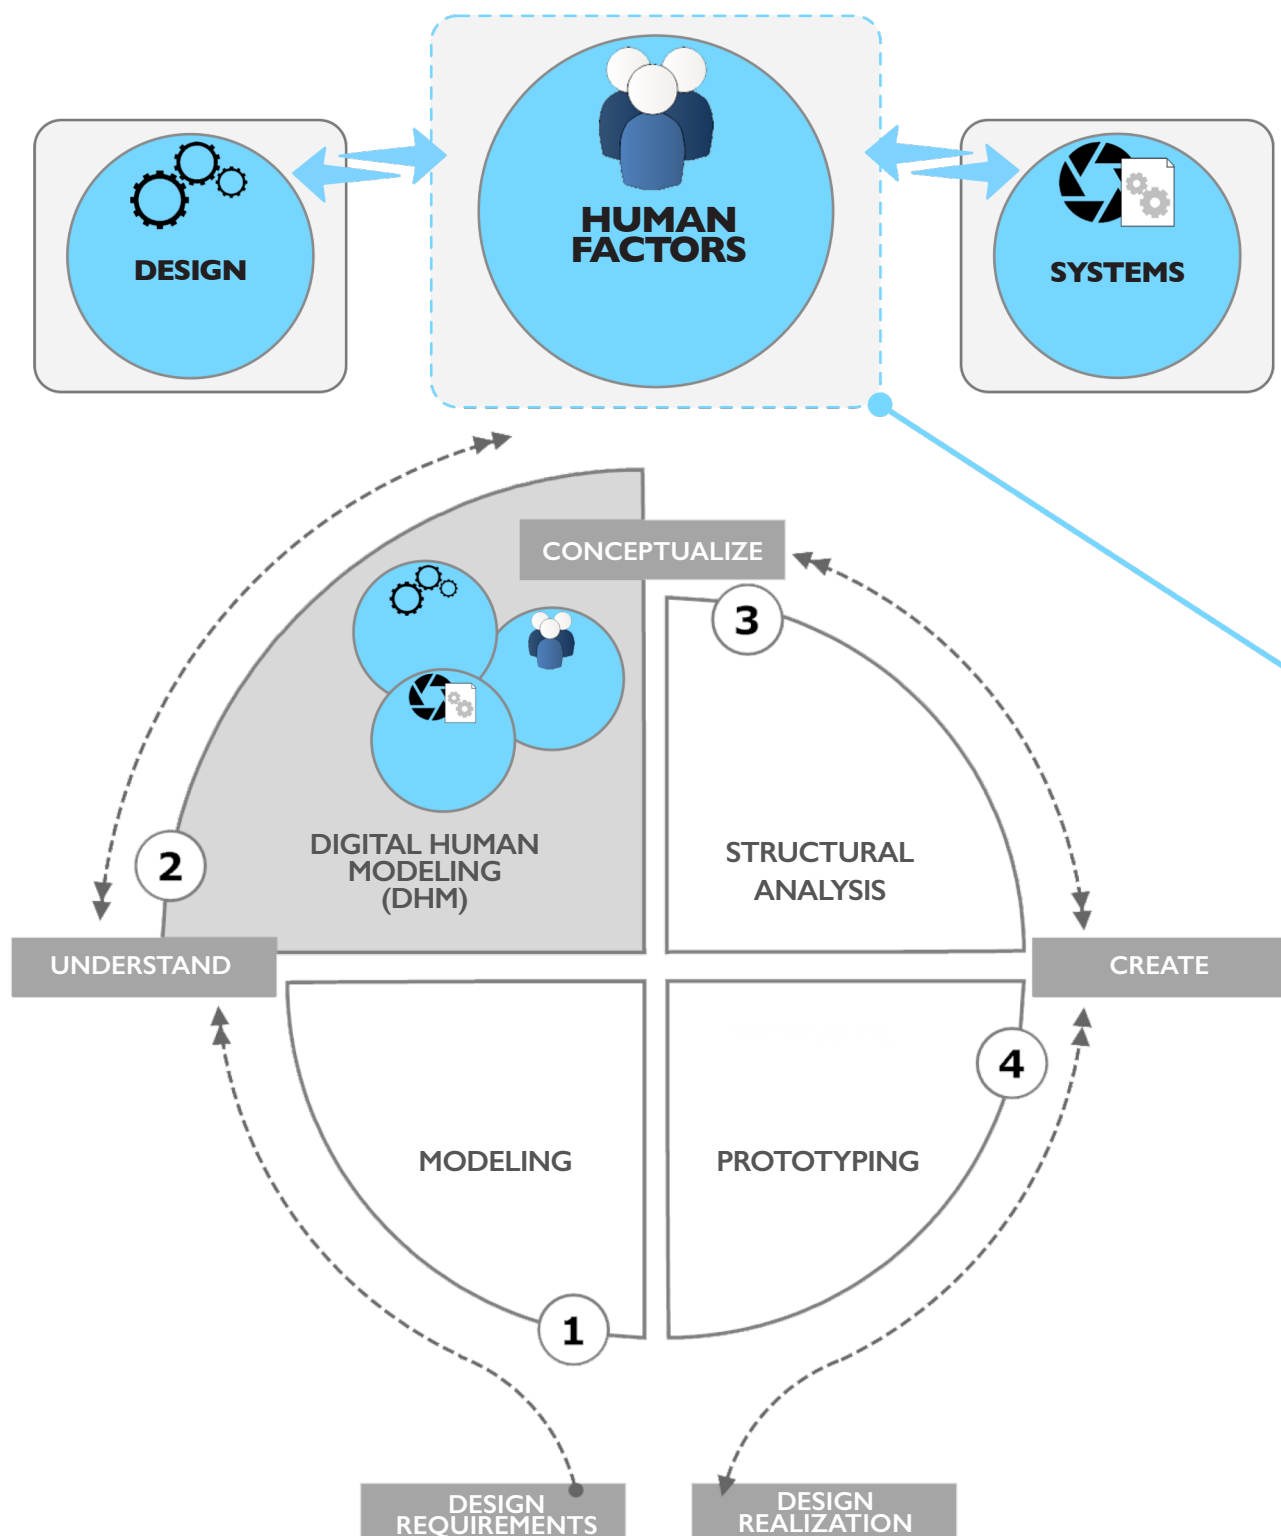 HUMAN
FACTORS
DESIGN
SYSTEMS
CONCEPTUALIZE
3
2
DIGITAL HUMAN
MODELING
(DHM)
STRUCTURAL
ANALYSIS
UNDERSTAND
CREATE
4
MODELING
PROTOTYPING
1
DESIGN
REQUIREMENTS
DESIGN
REALIZATION